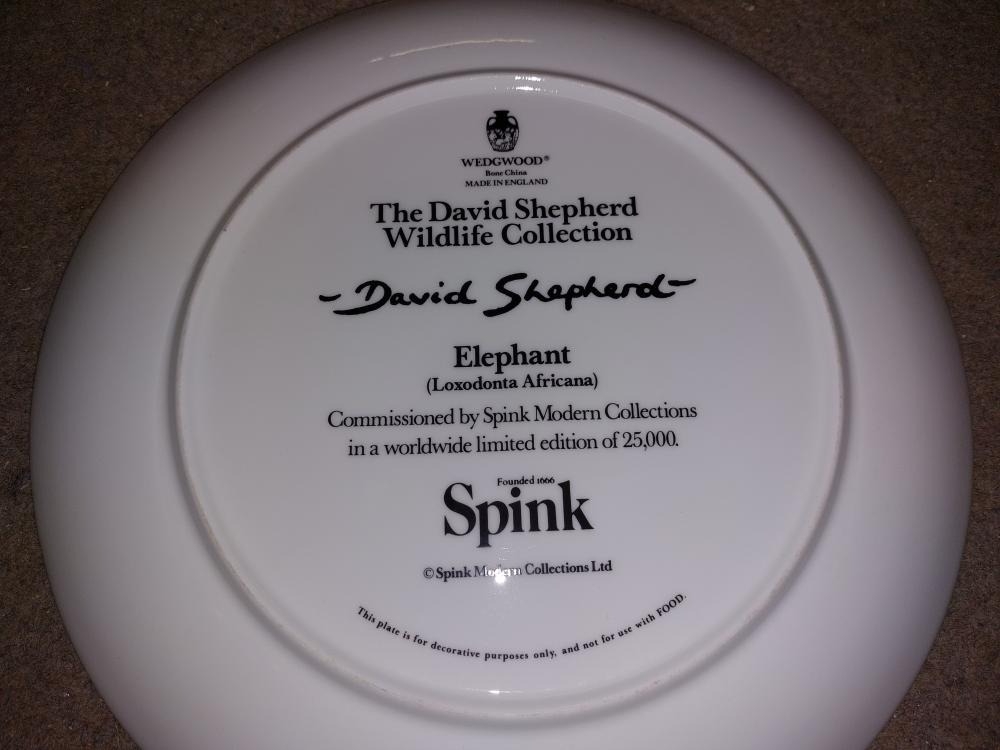 WEDGWOOD®
Bone China
MADE IN ENGLAND
The David Shepherd
Wildlife Collection
- David Shepherd -
Elephant
(Loxodonta Africana)
Commissioned by Spink Modern Collections
in a worldwide limited edition of 25,000.
Founded 1666
Spink
© Spink Modern Collections Ltd
This plate is for decorative purposes only, and not for use with FOOD.